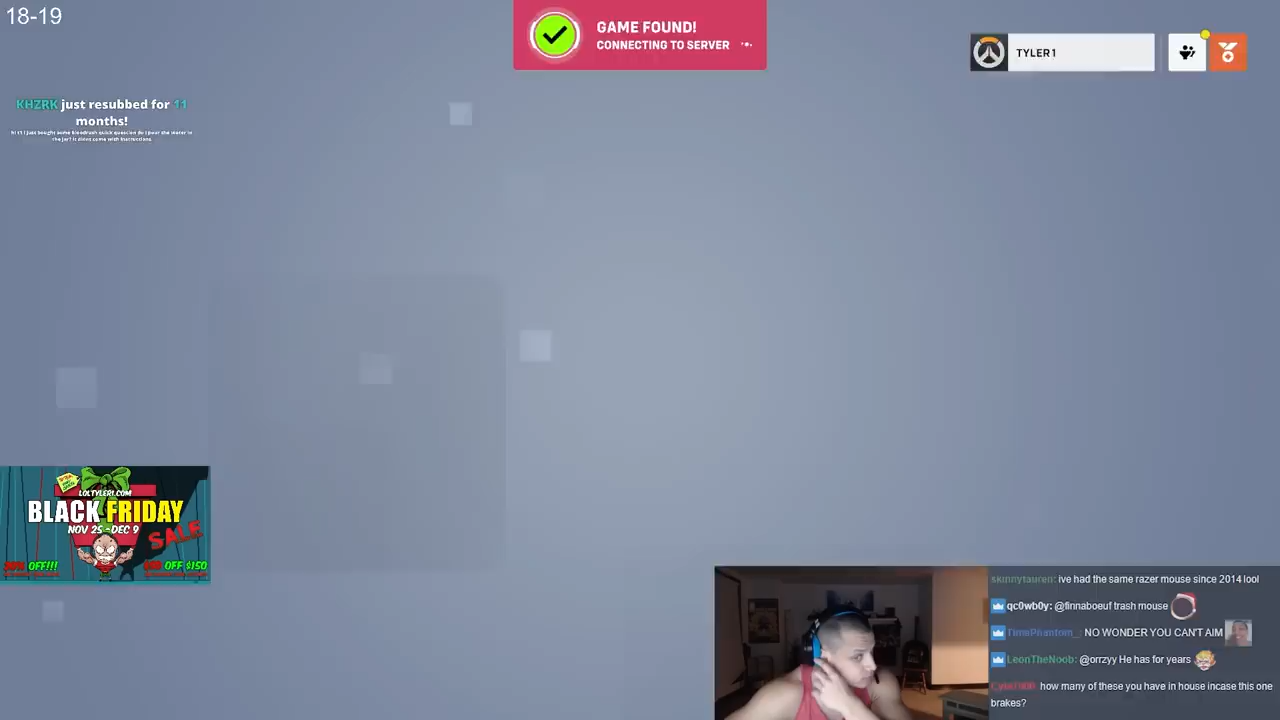 18-19
GAME FOUND!
CONNECTING TO SERVER
TYLER1
KHZRK just resubbed for 11
months!
LOLTYLER1.COM
BLACK FRIDAY
NOV 25 - DEC 9
SALE
OFF!!!
OFF $150
skinnytauren: ive had the same razer mouse since 2014 lool
qc0wb0y: @finnaboeuf trash mouse
TimePhantom_: NO WONDER YOU CAN'T AIM
LeonTheNoob: @orrzyy He has for years
how many of these you have in house incase this one
brakes?